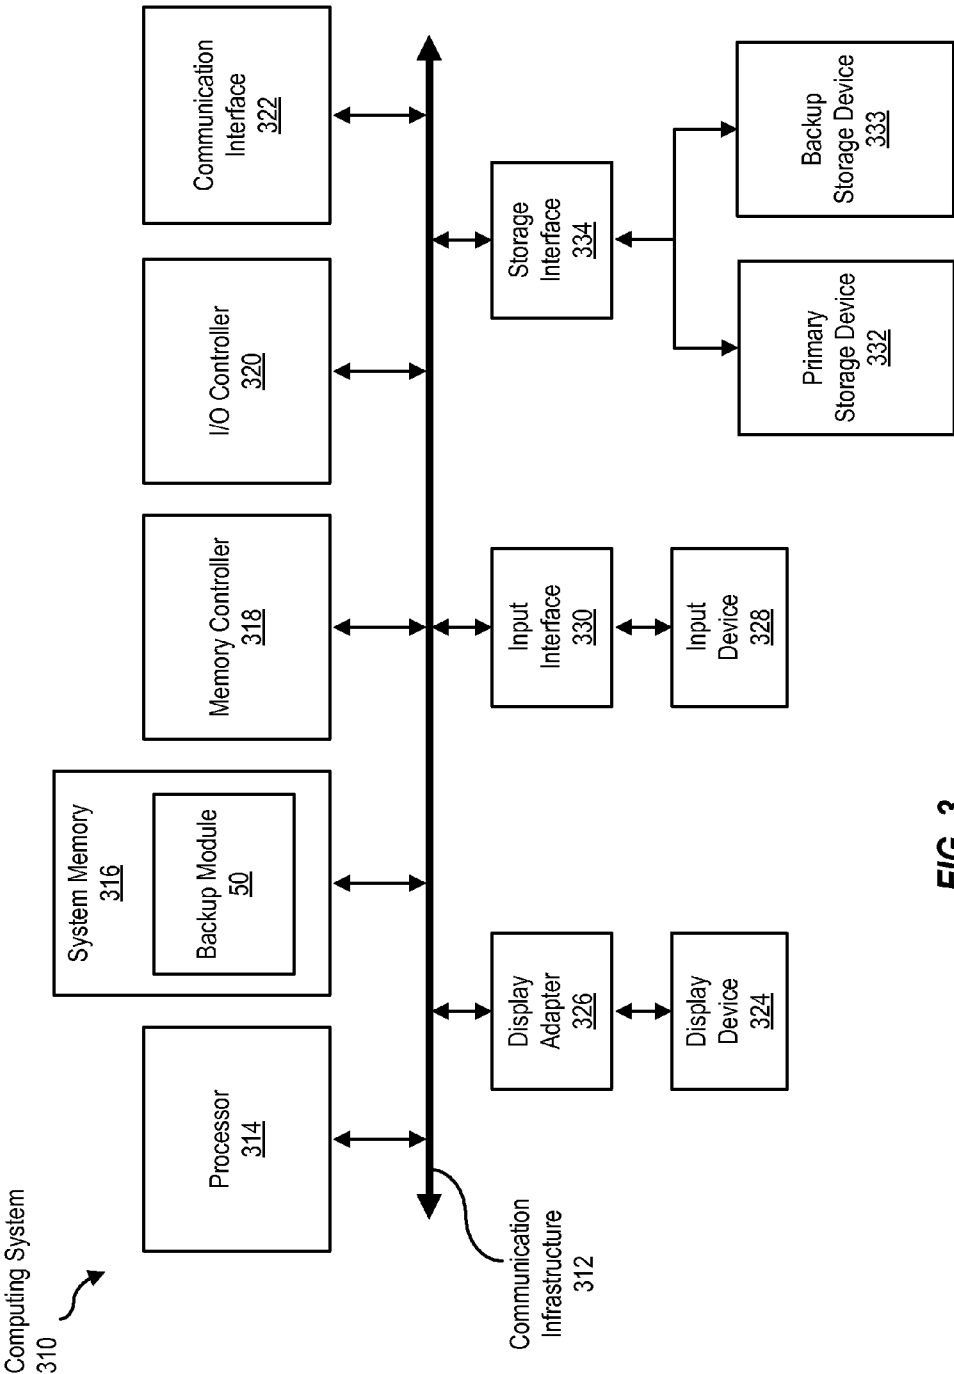 Computing System
310
Processor
314
System Memory
316
Backup Module
50
Memory Controller
318
I/O Controller
320
Communication
Interface
322
Communication
Infrastructure
312
Display
Adapter
326
Input
Interface
330
Storage
Interface
334
Display
Device
324
Input
Device
328
Primary
Storage Device
332
Backup
Storage Device
333
FIG. 3